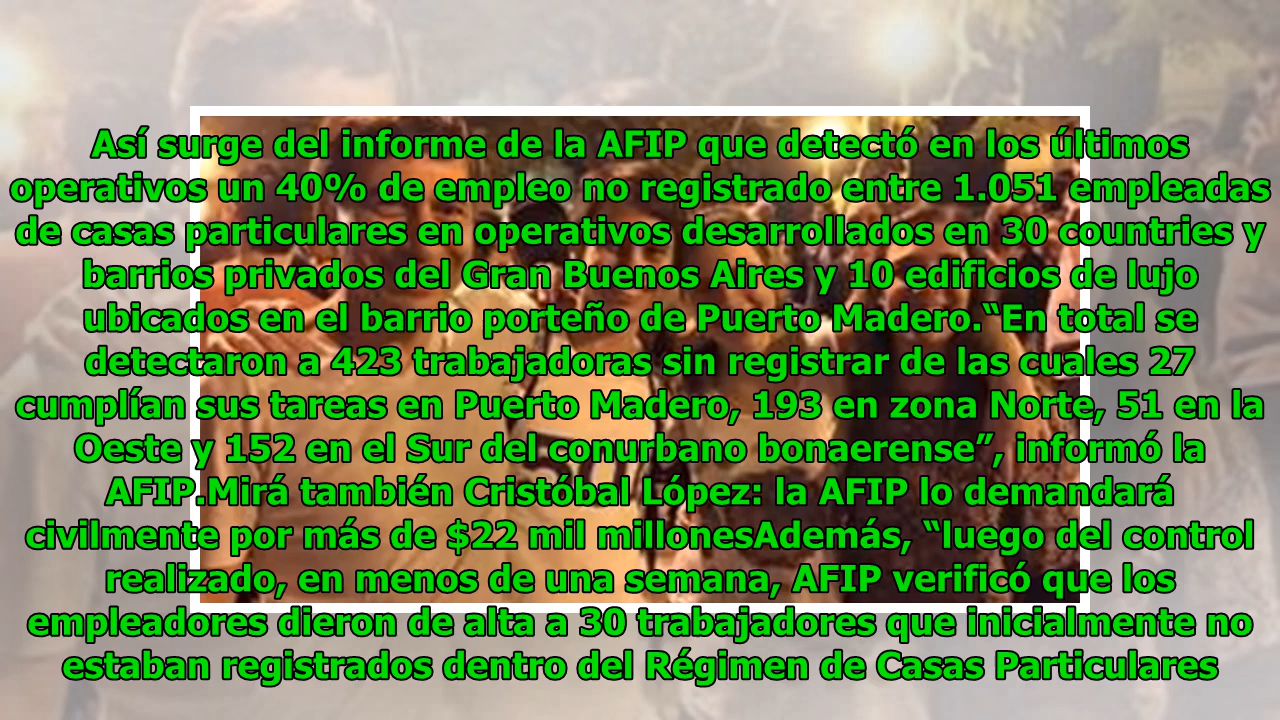 Así surge del informe de la AFIP que detectó en los últimos
operativos un 40% de empleo no registrado entre 1.051 empleadas
de casas particulares en operativos desarrollados en 30 countries y
barrios privados del Gran Buenos Aires y 10 edificios de lujo
ubicados en el barrio porteño de Puerto Madero.“En total se
detectaron a 423 trabajadoras sin registrar de las cuales 27
cumplían sus tareas en Puerto Madero, 193 en zona Norte, 51 en la
Oeste y 152 en el Sur del conurbano bonaerense”, informó la
AFIP.Mirá también Cristóbal López: la AFIP lo demandará
civilmente por más de $22 mil millonesAdemás, “luego del control
realizado, en menos de una semana, AFIP verificó que los
empleadores dieron de alta a 30 trabajadores que inicialmente no
estaban registrados dentro del Régimen de Casas Particulares